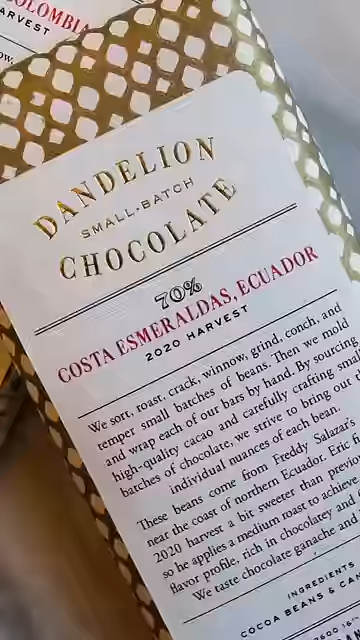 COLOMBIA
HARVEST
ow.
DANDELION
SMALL-BATCH
CHOCOLATE
70%
COSTA ESMERALDAS, ECUADOR
2020 HARVEST
We sort, roast, crack, winnow, grind, conch, and
temper small batches of beans. Then we mold
and wrap each of our bars by hand. By sourcing
high-quality cacao and carefully crafting sma
batches of chocolate, we strive to bring out t
individual nuances of each bean.
These beans come from Freddy Salazar's
near the coast of northern Ecuador. Eric
2020 harvest a bit sweeter than previo
so he applies a medium roast to achieve
flavor profile, rich in chocolatey and
We taste chocolate ganache and
INGREDIENTS
COCOA BEANS & CAN